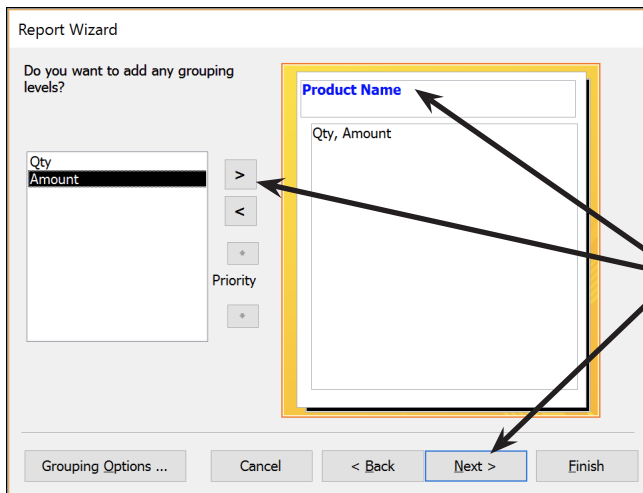 Report Wizard
Do you want to add any grouping
levels?
Product Name
Qty, Amount
Qty
Amount
>
<
Priority
Grouping Options ...
Cancel
< Back
Next >
Finish